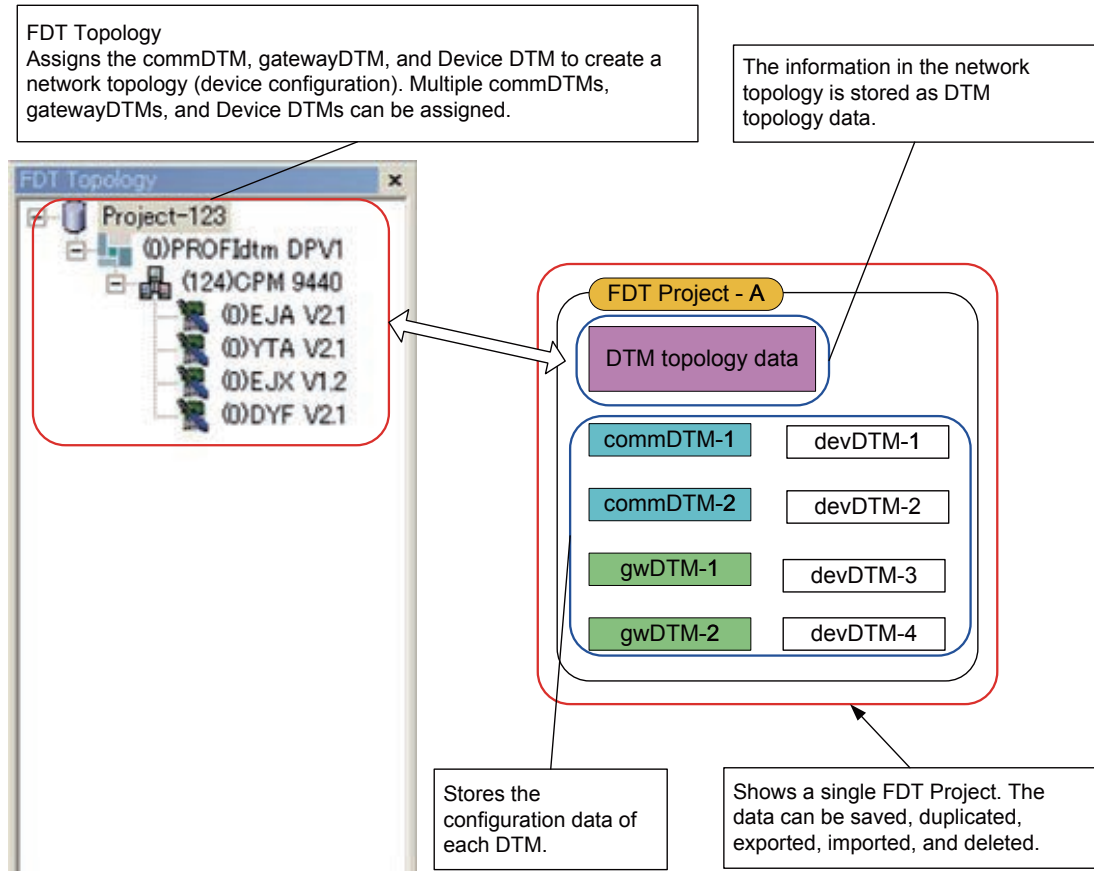 FDT Topology
Assigns the commDTM, gatewayDTM, and Device DTM to create a
network topology (device configuration). Multiple commDTMs,
gatewayDTMs, and Device DTMs can be assigned.
The information in the network
topology is stored as DTM
topology data.
FDT Topology
Project-123
(0)PROFIdtm DPV1
(124)CPM 9440
(0)EJA V2.1
(0)YTA V2.1
(0)EJX V1.2
(0)DYF V2.1
FDT Project - A
DTM topology data
commDTM-1
devDTM-1
commDTM-2
devDTM-2
gwDTM-1
devDTM-3
gwDTM-2
devDTM-4
Stores the
configuration data of
each DTM.
Shows a single FDT Project. The
data can be saved, duplicated,
exported, imported, and deleted.